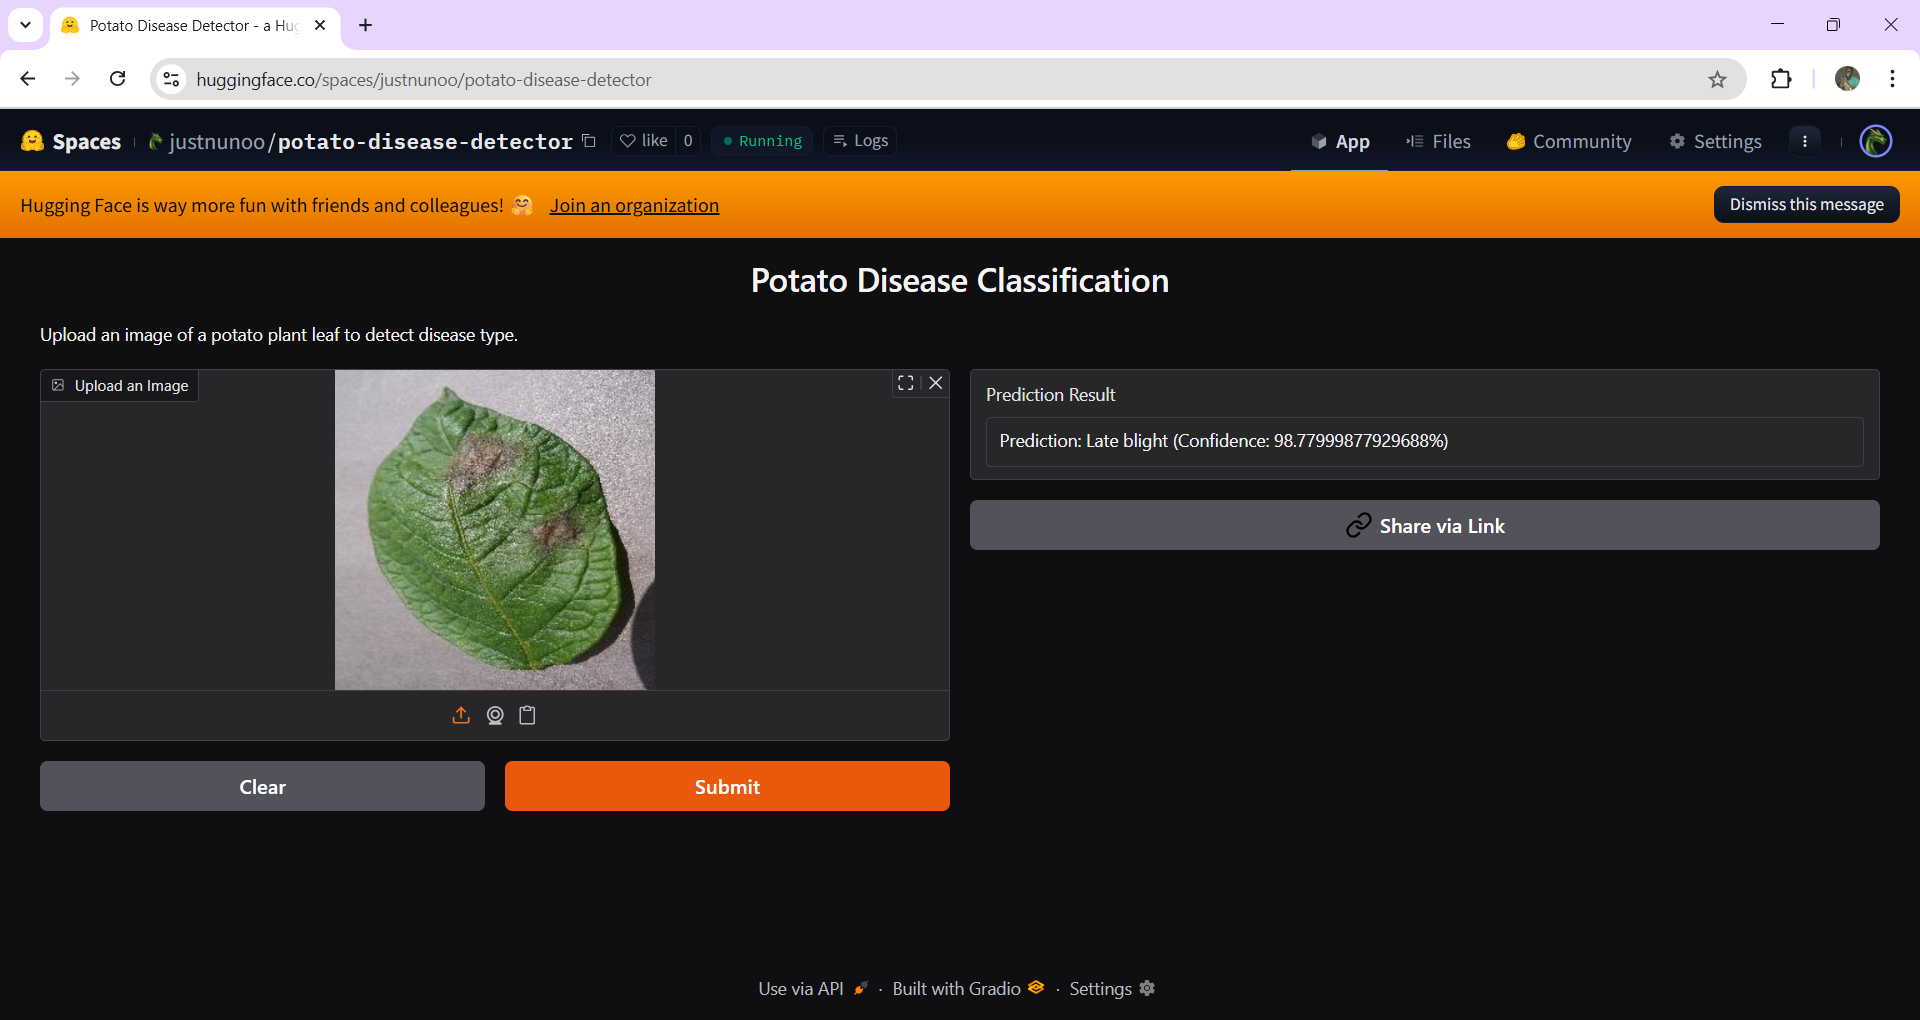 Potato Disease Detector - a Hu
huggingface.co/spaces/justnunoo/potato-disease-detector
Spaces justnunoo/potato-disease-detector like 0 Running Logs App Files Community Settings
Hugging Face is way more fun with friends and colleagues! Join an organization Dismiss this message
Potato Disease Classification
Upload an image of a potato plant leaf to detect disease type.
Upload an Image
Prediction Result
Prediction: Late blight (Confidence: 98.77999877929688%)
Share via Link
Clear Submit
Use via API · Built with Gradio · Settings